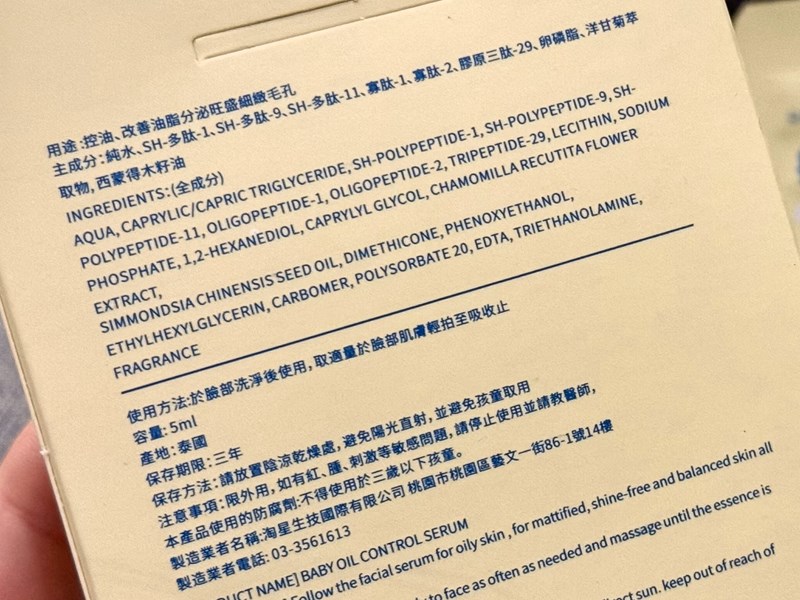 用途:控油、改善油脂分泌旺盛細緻毛孔
主成分:純水、SH-多肽-1、SH-多肽-9、SH-多肽-11、寡肽-1、寡肽-2、膠原三肽-29、卵磷脂、洋甘菊萃
取物, 西蒙得木籽油
INGREDIENTS:(全成分)
AQUA, CAPRYLIC/CAPRIC TRIGLYCERIDE, SH-POLYPEPTIDE-1, SH-POLYPEPTIDE-9, SH-
POLYPEPTIDE-11, OLIGOPEPTIDE-1, OLIGOPEPTIDE-2, TRIPEPTIDE-29, LECITHIN, SODIUM
PHOSPHATE, 1,2-HEXANEDIOL, CAPRYLYL GLYCOL, CHAMOMILLA RECUTITA FLOWER
EXTRACT,
SIMMONDSIA CHINENSIS SEED OIL, DIMETHICONE, PHENOXYETHANOL,
ETHYLHEXYLGLYCERIN, CARBOMER, POLYSORBATE 20, EDTA, TRIETHANOLAMINE,
FRAGRANCE
使用方法:於臉部洗淨後使用, 取適量於臉部肌膚輕拍至吸收止
容量: 5ml
產地: 泰國
保存期限: 三年
保存方法: 請放置陰涼乾燥處, 避免陽光直射, 並避免孩童取用
注意事項: 限外用, 如有紅、腫、刺激等敏感問題, 請停止使用並請教醫師,
本產品使用的防腐劑:不得使用於三歲以下孩童。
製造業者名稱:淘星生技國際有限公司 桃園市桃園區藝文一街86-1號14樓
製造業者電話: 03-3561613
DUCT NAME] BABY OIL CONTROL SERUM
Follow the facial serum for oily skin , for mattified, shine-free and balanced skin all
to face as often as needed and massage until the essence is
direct sun. keep out of reach of